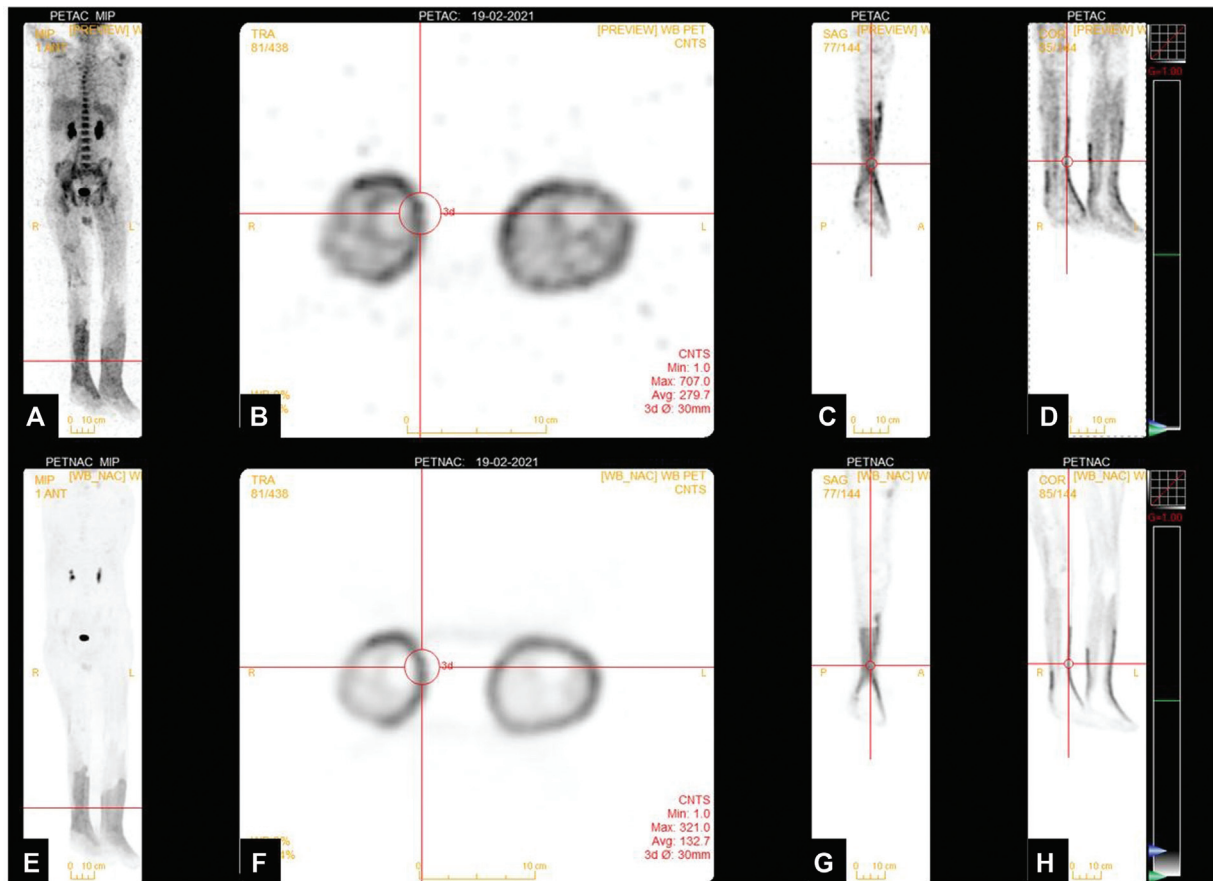 PETAC MIP
[PREVIEW] W
MIP
1 ANT
R
L
0 10 cm
A
PETAC: 19-02-2021
TRA
81/438
[PREVIEW] WB PET
CNTS
3d
R
L
CNTS
Min: 1.0
Max: 707.0
Avg: 279.7
3d Ø: 30mm
0 10 cm
B
PETAC
[PREVIEW] WB
SAG
77/144
P
A
0 10 cm
C
PETAC
[PREVIEW] WB
COR
85/144
R
L
0 10 cm
D
G=1.00
PETNAC MIP
[WB_NAC] WB
MIP
1 ANT
R
L
0 10 cm
E
PETNAC: 19-02-2021
TRA
81/438
[WB_NAC] WB PET
CNTS
3d
R
L
CNTS
Min: 1.0
Max: 321.0
Avg: 132.7
3d Ø: 30mm
0 10 cm
F
PETNAC
[WB_NAC] W
SAG
77/144
P
A
0 10 cm
G
PETNAC
[WB_NAC] W
COR
85/144
R
L
0 10 cm
H
G=1.00